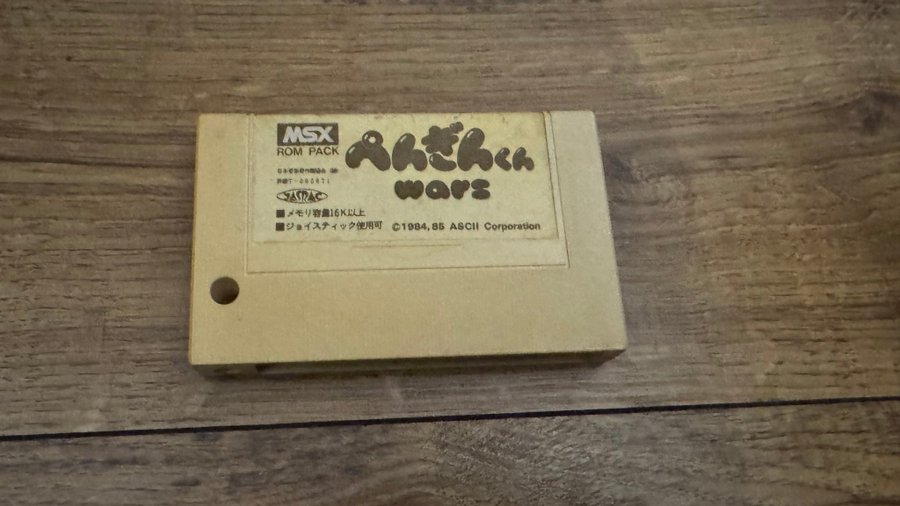 MSX
ROM PACK
ぺんぎんくん
wars
JASRAC
■メモリ容量16K以上
■ジョイスティック使用可
©1984,85 ASCII Corporation